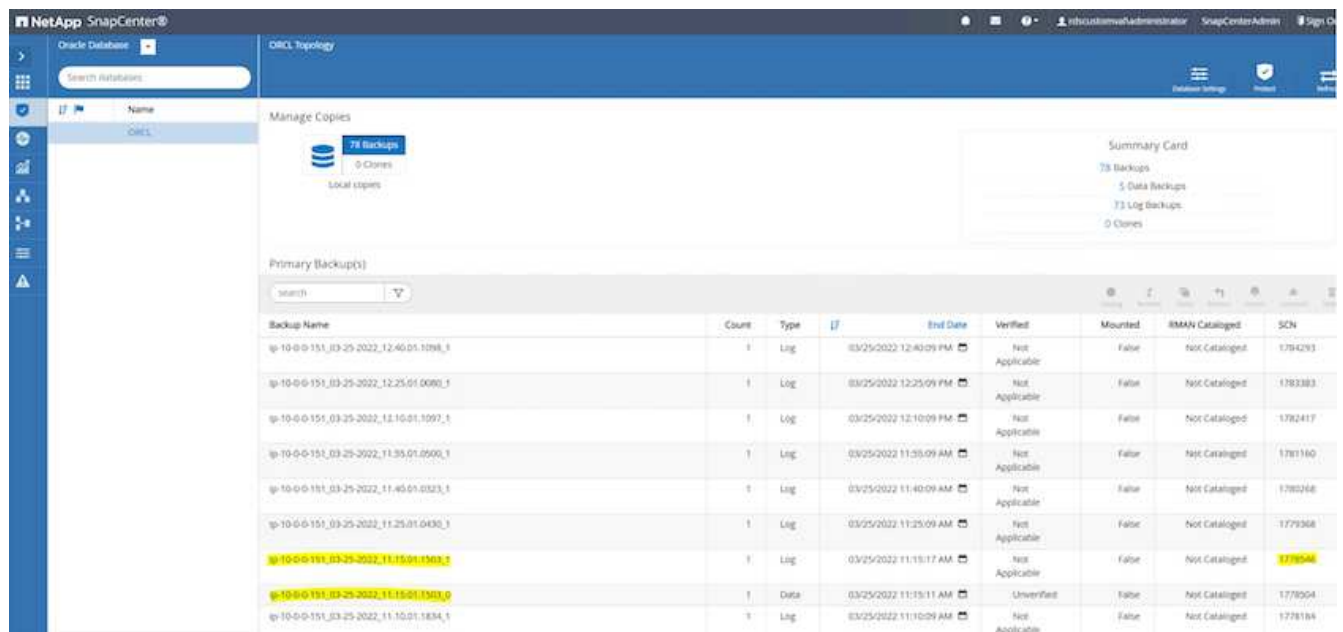 NetApp SnapCenter®
rdscustomval\administrator SnapCenterAdmin Sign O
Oracle Database
ORCL Topology
Search databases
Database Settings Protect Refres
Name
ORCL
Manage Copies
78 Backups
0 Clones
Local copies
Summary Card
78 Backups
5 Data Backups
73 Log Backups
0 Clones
Primary Backup(s)
search
Backup Name Count Type End Date Verified Mounted RMAN Cataloged SCN
ip-10-0-0-151_03-25-2022_12.40.01.1098_1 1 Log 03/25/2022 12:40:09 PM Not Applicable False Not Cataloged 1784293
ip-10-0-0-151_03-25-2022_12.25.01.0080_1 1 Log 03/25/2022 12:25:09 PM Not Applicable False Not Cataloged 1783383
ip-10-0-0-151_03-25-2022_12.10.01.1097_1 1 Log 03/25/2022 12:10:09 PM Not Applicable False Not Cataloged 1782417
ip-10-0-0-151_03-25-2022_11.55.01.0500_1 1 Log 03/25/2022 11:55:09 AM Not Applicable False Not Cataloged 1781160
ip-10-0-0-151_03-25-2022_11.40.01.0323_1 1 Log 03/25/2022 11:40:09 AM Not Applicable False Not Cataloged 1780268
ip-10-0-0-151_03-25-2022_11.25.01.0430_1 1 Log 03/25/2022 11:25:09 AM Not Applicable False Not Cataloged 1779368
ip-10-0-0-151_03-25-2022_11.15.01.1503_1 1 Log 03/25/2022 11:15:17 AM Not Applicable False Not Cataloged 1778546
ip-10-0-0-151_03-25-2022_11.15.01.1503_0 1 Data 03/25/2022 11:15:11 AM Unverified False Not Cataloged 1778504
ip-10-0-0-151_03-25-2022_11.10.01.1834_1 1 Log 03/25/2022 11:10:09 AM Not Applicable False Not Cataloged 1778184